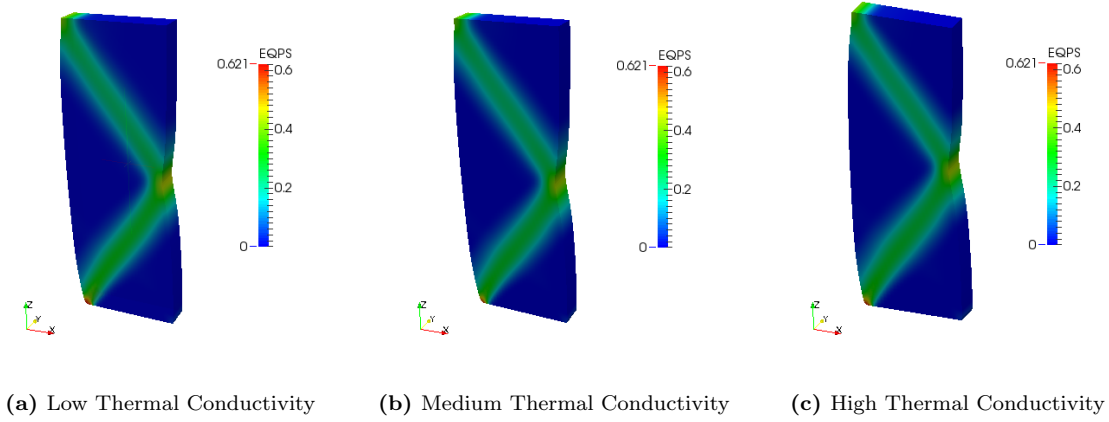 EQPS
0.621
0.6
0.4
0.2
0
Z
Y
X
EQPS
0.621
0.6
0.4
0.2
0
Z
Y
X
EQPS
0.621
0.6
0.4
0.2
0
Z
Y
X
(a) Low Thermal Conductivity
(b) Medium Thermal Conductivity
(c) High Thermal Conductivity